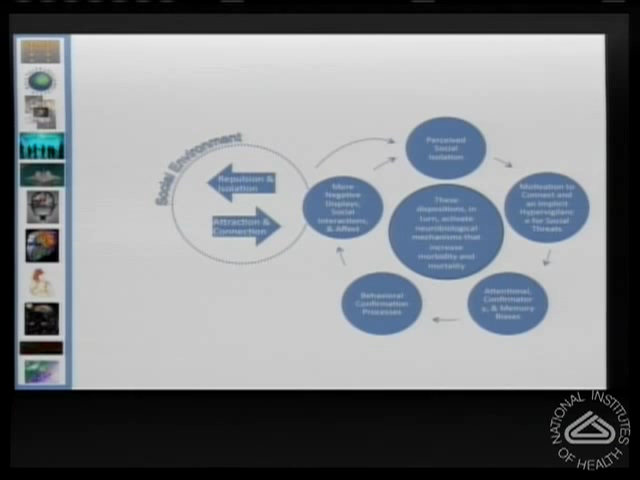 Social Environment
Repulsion &
Isolation
Attraction &
Connection
Perceived
Social
Isolation
More
Negative
Displays,
Social
Interactions,
& Affect
These
dispositions, in
turn, activate
neurobiological
mechanisms that
increase
morbidity and
mortality
Motivation to
Connect and
an Implicit
Hypervigilanc
e for Social
Threats
Behavioral
Confirmation
Processes
Attentional,
Confirmator
y, & Memory
Biases
NATIONAL INSTITUTES
OF HEALTH